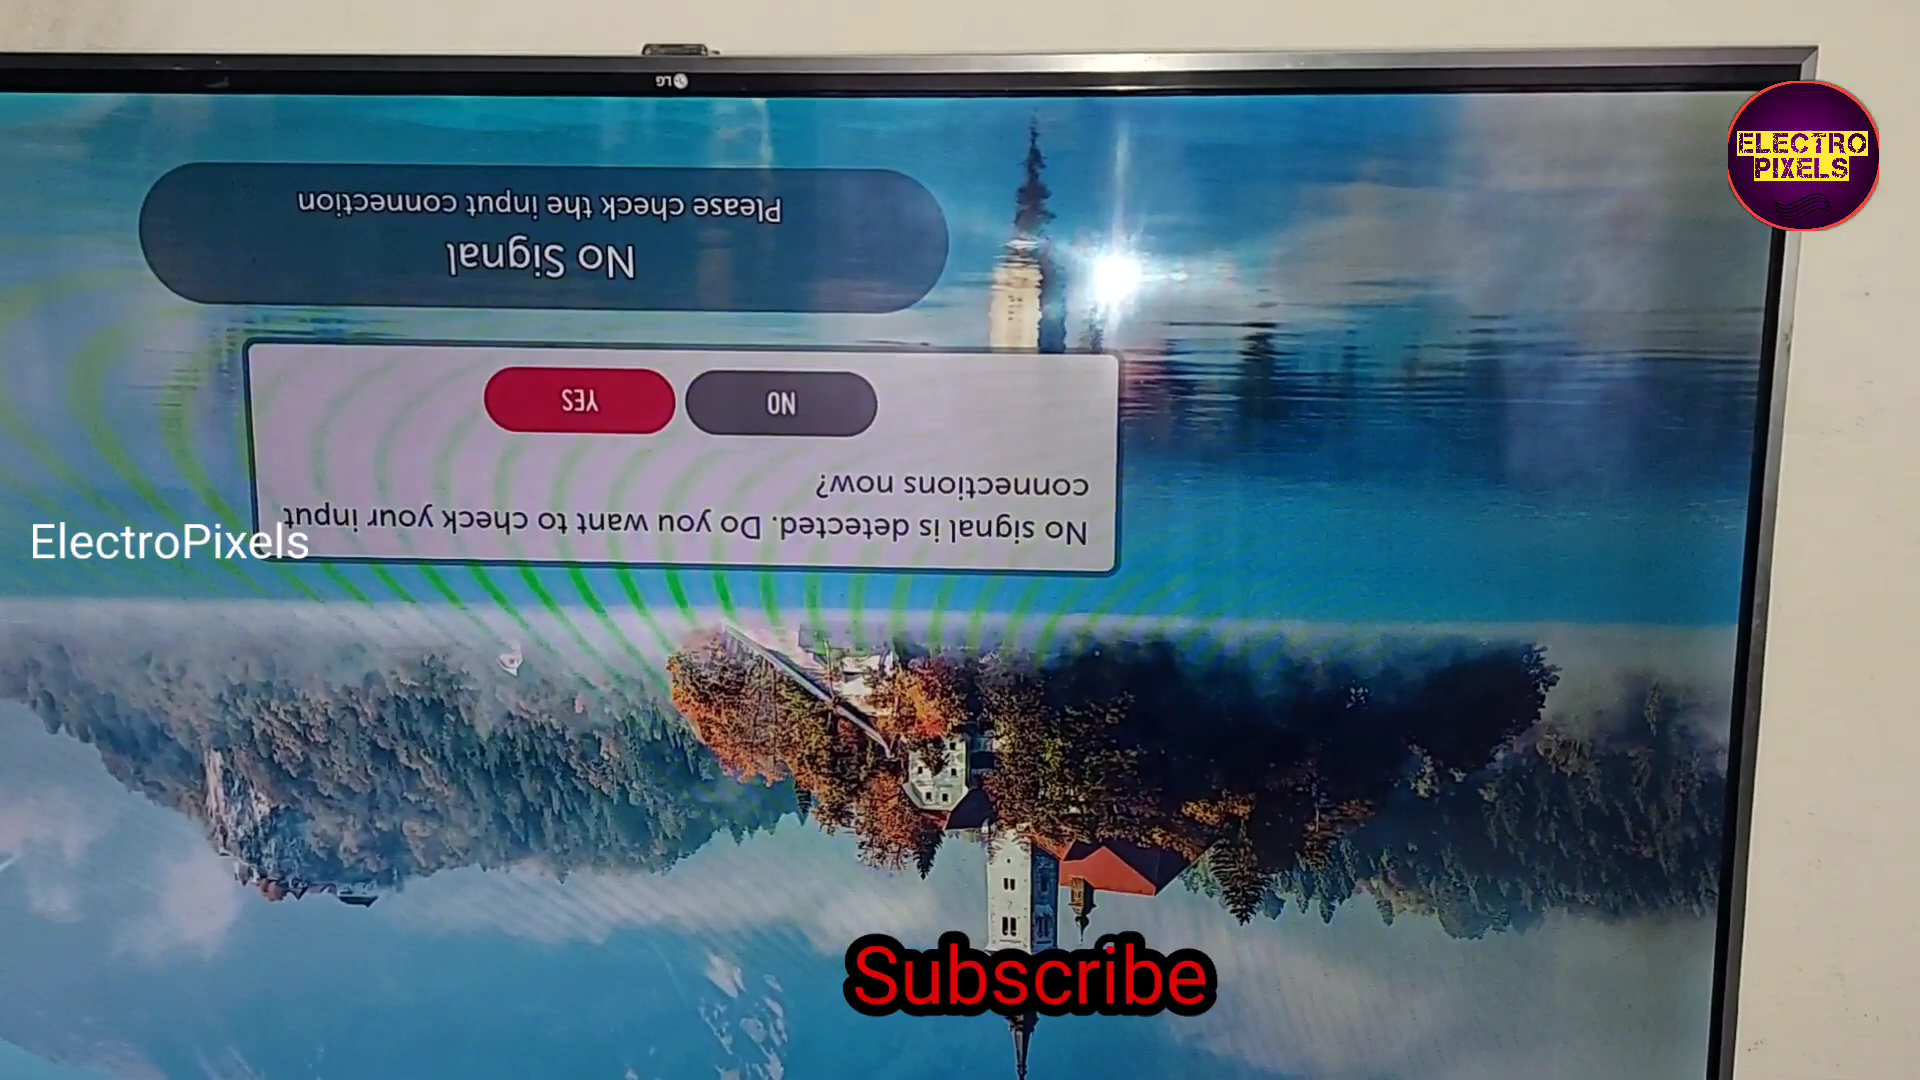 LG
ELECTRO
PIXELS
No signal is detected. Do you want to check your input
connections now?
NO
YES
No Signal
Please check the input connection
ElectroPixels
Subscribe